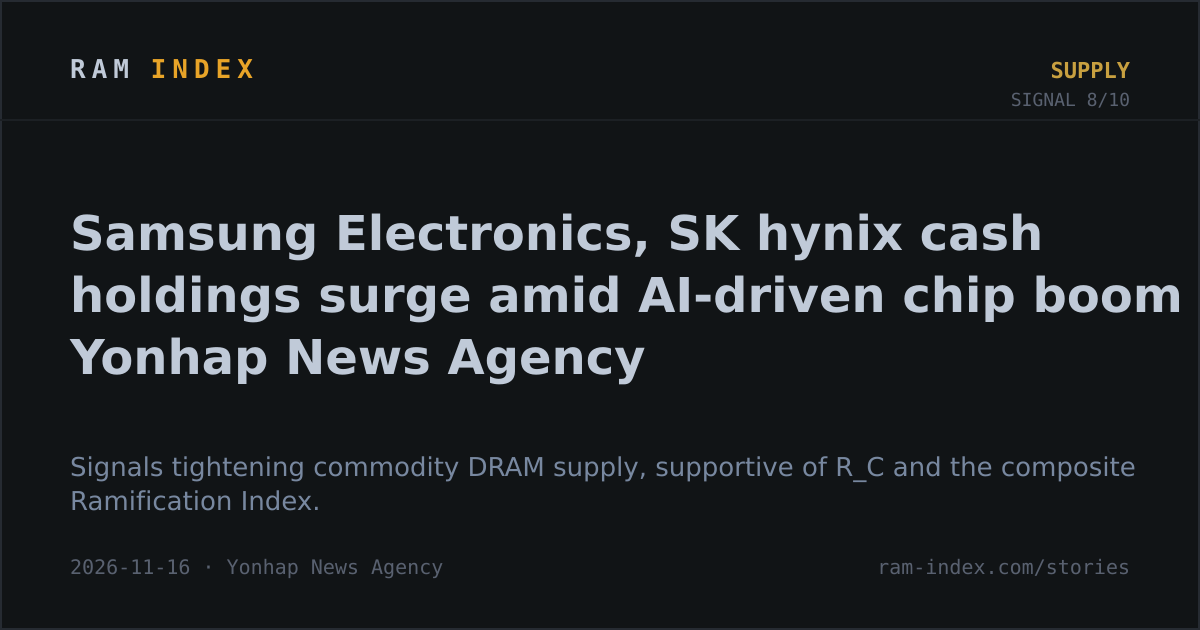 RAM INDEX
SUPPLY
SIGNAL 8/10
Samsung Electronics, SK hynix cash
holdings surge amid AI-driven chip boom
Yonhap News Agency
Signals tightening commodity DRAM supply, supportive of R_C and the composite
Ramification Index.
2026-11-16 · Yonhap News Agency
ram-index.com/stories